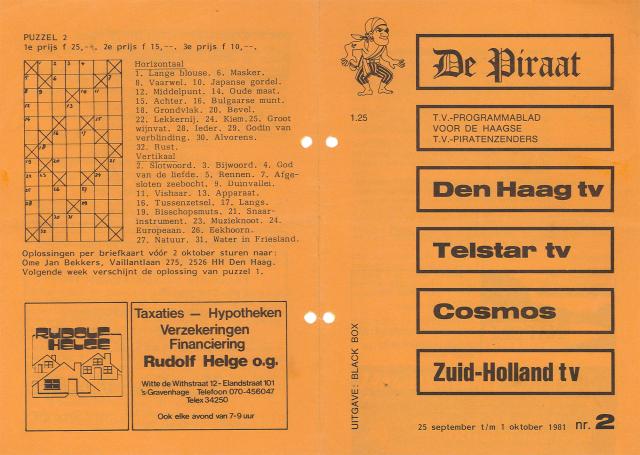 PUZZEL 2
1e prijs f 25,--. 2e prijs f 15,--. 3e prijs f 10,--,
Horizontaal
1. Lange blouse. 6. Masker.
8. Vaarwel. 10. Japanse gordel.
12. Middelpunt. 14. Oude maat.
15. Achter. 16. Bulgaarse munt.
18. Grondvlak. 20. Bevel.
22. Lekkernij. 24. Kiem.25. Groot
wijnvat. 28. Ieder. 29. Godin van
verblinding. 30. Alvorens.
32. Rust.
Vertikaal
2. Slotwoord. 3. Bijwoord. 4. God
van de liefde. 5. Rennen. 7. Afge-
sloten zeebocht. 9. Duinvallei.
11. Vishaar. 13. Apparaat.
16. Tussenzetsel. 17. Langs.
19. Bisschopsmuts. 21. Snaar-
instrument. 23. Muzieknoot. 24.
Europeaan. 26. Eekhoorn.
27. Natuur. 31. Water in Friesland.
Oplossingen per briefkaart vóór 2 oktober sturen naar:
Ome Jan Bekkers, Vaillantlaan 275, 2526 HH Den Haag.
Volgende week verschijnt de oplossing van puzzel 1.
RUDOLF
HELGE
Taxaties — Hypotheken
Verzekeringen
Financiering
Rudolf Helge o.g.
Witte de Withstraat 12 - Elandstraat 101
's Gravenhage Telefoon 070-456047
Telex 34250
Ook elke avond van 7-9 uur
1.25
UITGAVE: BLACK BOX
De Piraat
T.V.-PROGRAMMABLAD
VOOR DE HAAGSE
T.V.-PIRATENZENDERS
Den Haag tv
Telstar tv
Cosmos
Zuid-Holland tv
25 september t/m 1 oktober 1981 nr. 2